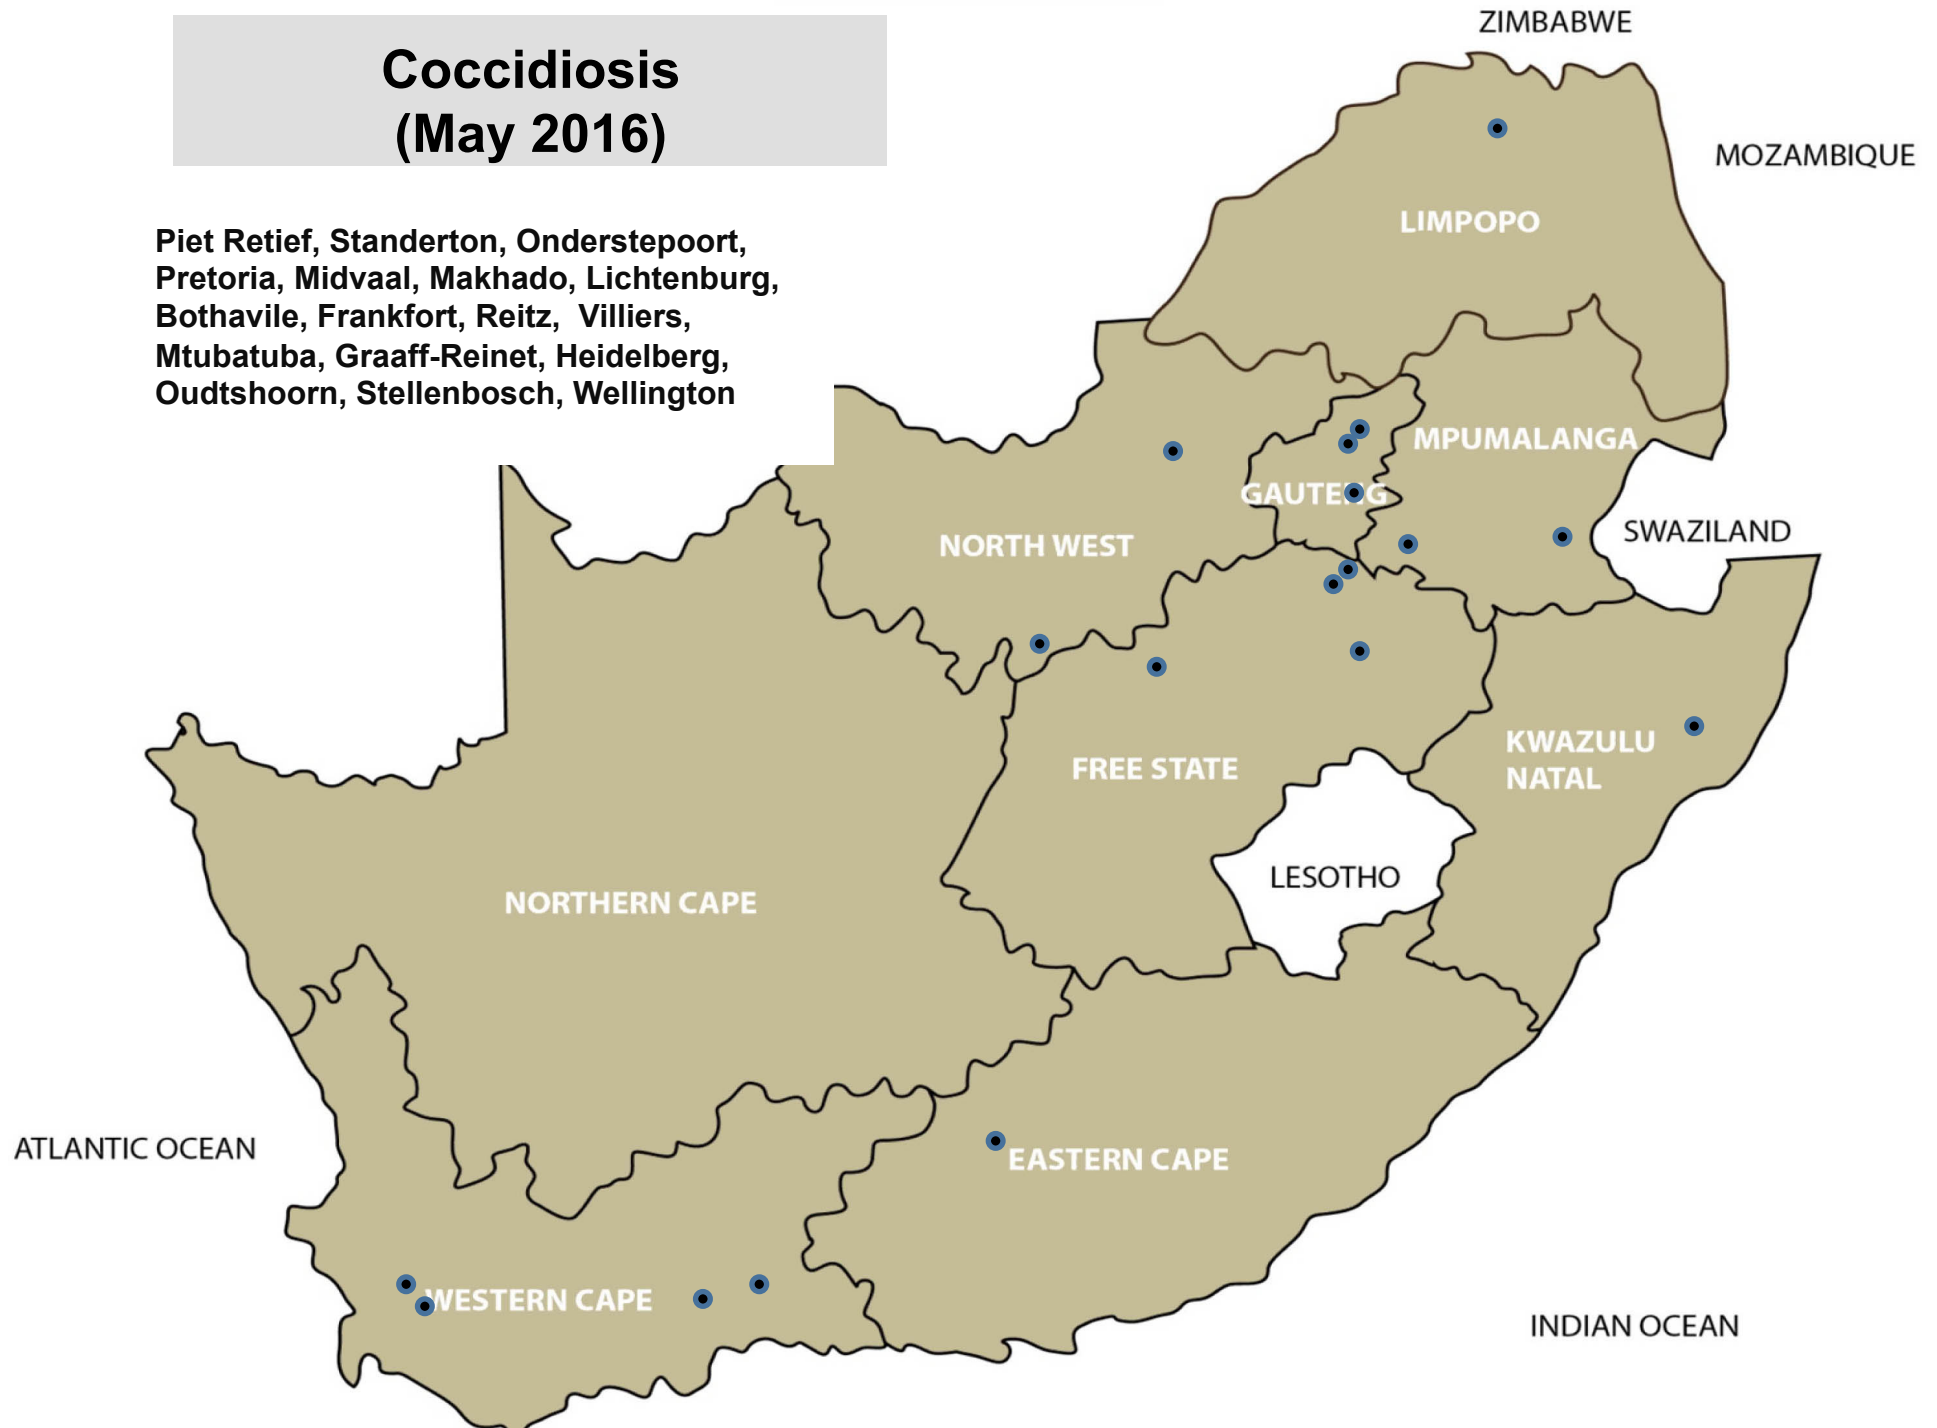 Coccidiosis
(May 2016)
Piet Retief, Standerton, Onderstepoort,
Pretoria, Midvaal, Makhado, Lichtenburg,
Bothavile, Frankfort, Reitz, Villiers,
Mtubatuba, Graaff-Reinet, Heidelberg,
Oudtshoorn, Stellenbosch, Wellington
ZIMBABWE
MOZAMBIQUE
LIMPOPO
MPUMALANGA
GAUTENG
SWAZILAND
NORTH WEST
KWAZULU
NATAL
FREE STATE
LESOTHO
NORTHERN CAPE
ATLANTIC OCEAN
EASTERN CAPE
WESTERN CAPE
INDIAN OCEAN